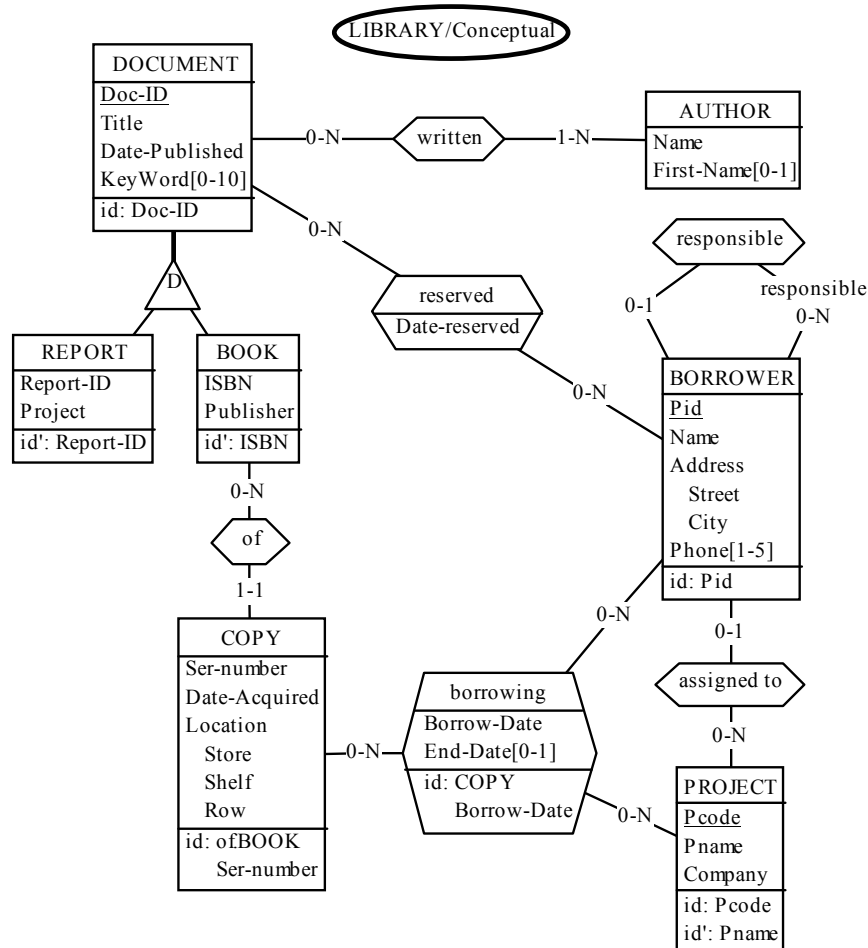 LIBRARY/Conceptual
DOCUMENT
Doc-ID
Title
Date-Published
KeyWord[0-10]
id: Doc-ID
0-N
written
1-N
AUTHOR
Name
First-Name[0-1]
0-N
reserved
Date-reserved
0-N
responsible
0-1
responsible
0-N
D
REPORT
Report-ID
Project
id': Report-ID
BOOK
ISBN
Publisher
id': ISBN
BORROWER
Pid
Name
Address
Street
City
Phone[1-5]
id: Pid
0-N
of
1-1
COPY
Ser-number
Date-Acquired
Location
Store
Shelf
Row
id: of.BOOK
Ser-number
0-N
borrowing
Borrow-Date
End-Date[0-1]
id: COPY
Borrow-Date
0-N
0-N
0-1
assigned to
0-N
PROJECT
Pcode
Pname
Company
id: Pcode
id': Pname